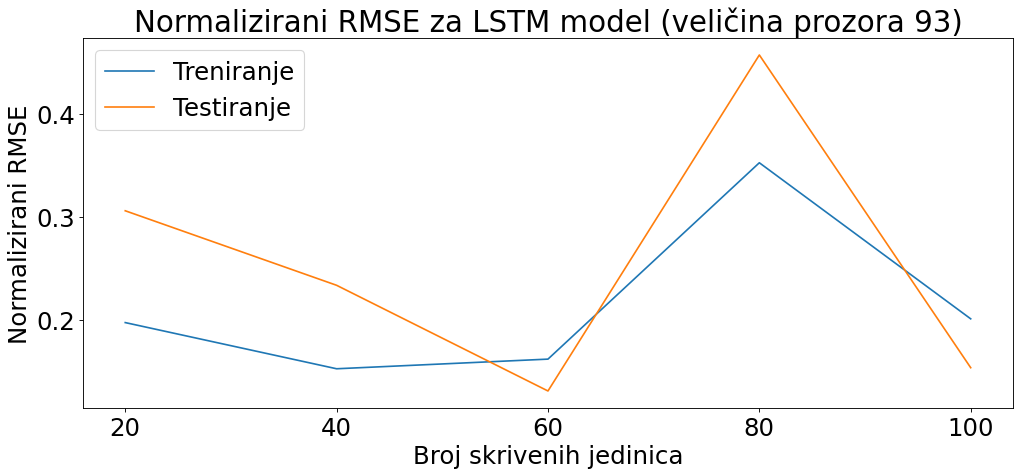 Normalizirani RMSE za LSTM model (veličina prozora 93)
Treniranje
Testiranje
Normalizirani RMSE
0.4
0.3
0.2
20 40 60 80 100
Broj skrivenih jedinica